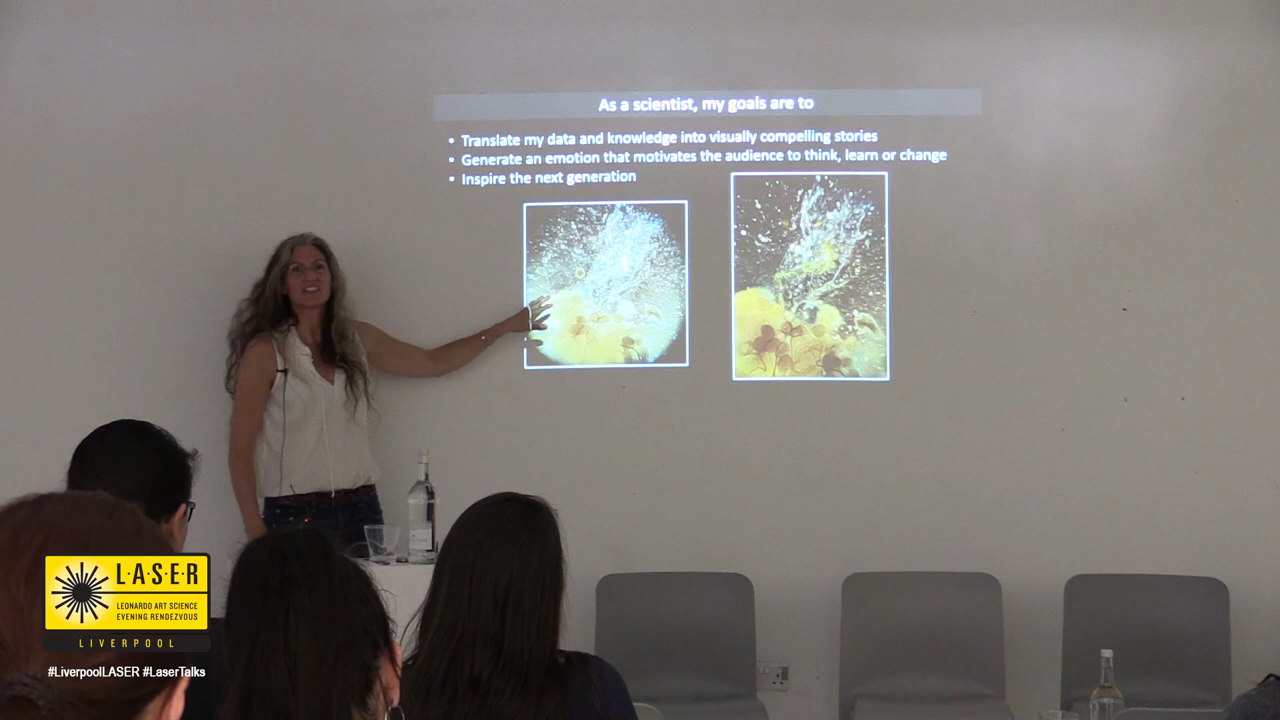 As a scientist, my goals are to
• Translate my data and knowledge into visually compelling stories
• Generate an emotion that motivates the audience to think, learn or change
• Inspire the next generation
L·A·S·E·R
LEONARDO ART SCIENCE
EVENING RENDEZVOUS
LIVERPOOL
#LiverpoolLASER #LaserTalks